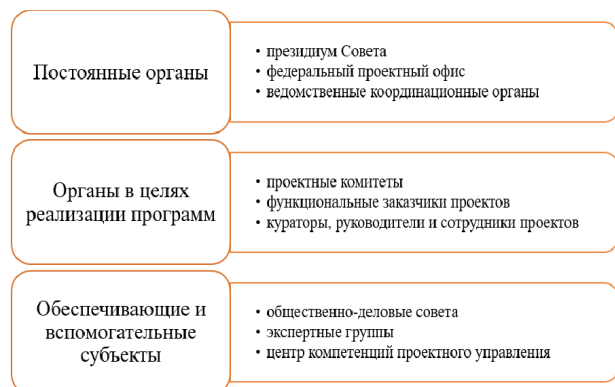 Постоянные органы
• президиум Совета
• федеральный проектный офис
• ведомственные координационные органы
Органы в целях
реализации программ
• проектные комитеты
• функциональные заказчики проектов
• кураторы, руководители и сотрудники проектов
Обеспечивающие и
вспомогательные
субъекты
• общественно-деловые совета
• экспертные группы
• центр компетенций проектного управления